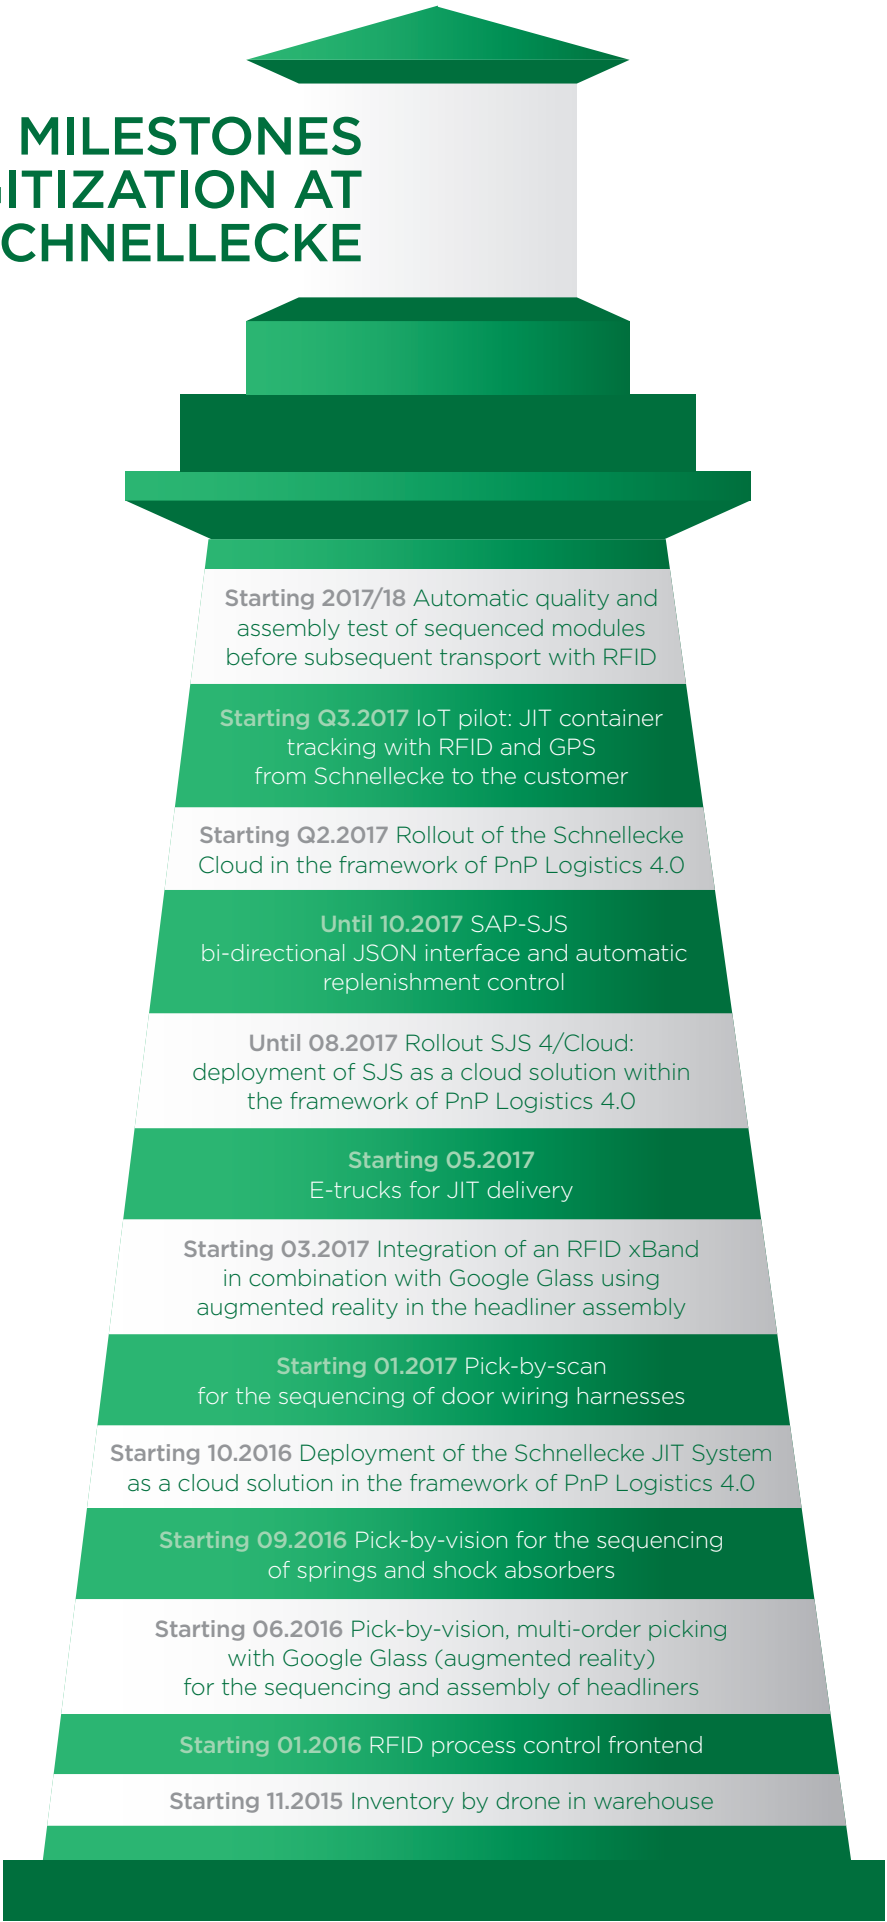 MILESTONES
GITIZATION AT
CHNELLECKE
Starting 2017/18 Automatic quality and
assembly test of sequenced modules
before subsequent transport with RFID
Starting Q3.2017 IoT pilot: JIT container
tracking with RFID and GPS
from Schnellecke to the customer
Starting Q2.2017 Rollout of the Schnellecke
Cloud in the framework of PnP Logistics 4.0
Until 10.2017 SAP-SJS
bi-directional JSON interface and automatic
replenishment control
Until 08.2017 Rollout SJS 4/Cloud:
deployment of SJS as a cloud solution within
the framework of PnP Logistics 4.0
Starting 05.2017
E-trucks for JIT delivery
Starting 03.2017 Integration of an RFID xBand
in combination with Google Glass using
augmented reality in the headliner assembly
Starting 01.2017 Pick-by-scan
for the sequencing of door wiring harnesses
Starting 10.2016 Deployment of the Schnellecke JIT System
as a cloud solution in the framework of PnP Logistics 4.0
Starting 09.2016 Pick-by-vision for the sequencing
of springs and shock absorbers
Starting 06.2016 Pick-by-vision, multi-order picking
with Google Glass (augmented reality)
for the sequencing and assembly of headliners
Starting 01.2016 RFID process control frontend
Starting 11.2015 Inventory by drone in warehouse